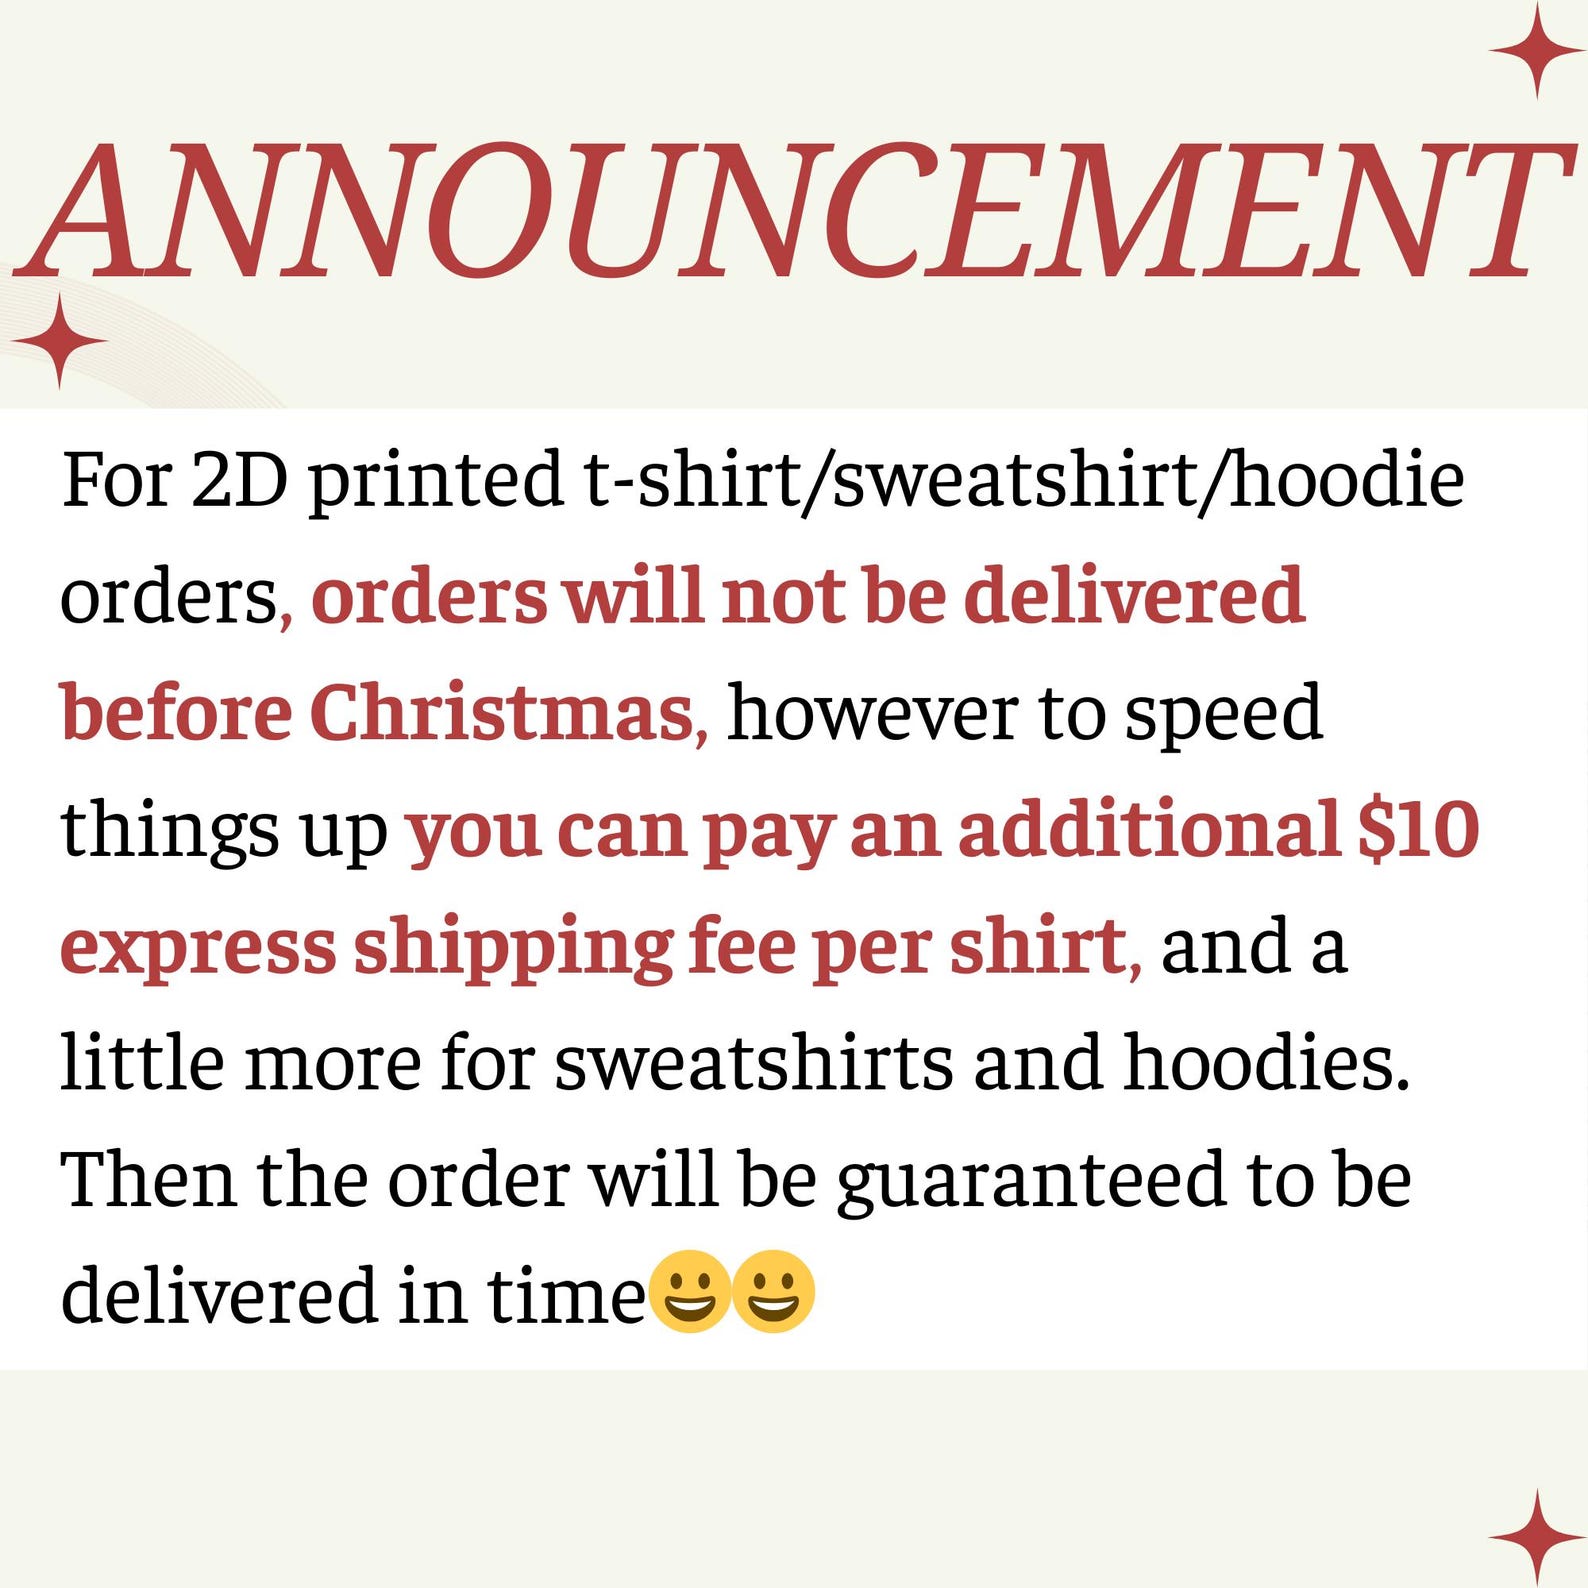 ANNOUNCEMENT
For 2D printed t-shirt/sweatshirt/hoodie
orders, orders will not be delivered
before Christmas, however to speed
things up you can pay an additional $10
express shipping fee per shirt, and a
little more for sweatshirts and hoodies.
Then the order will be guaranteed to be
delivered in time😀😀